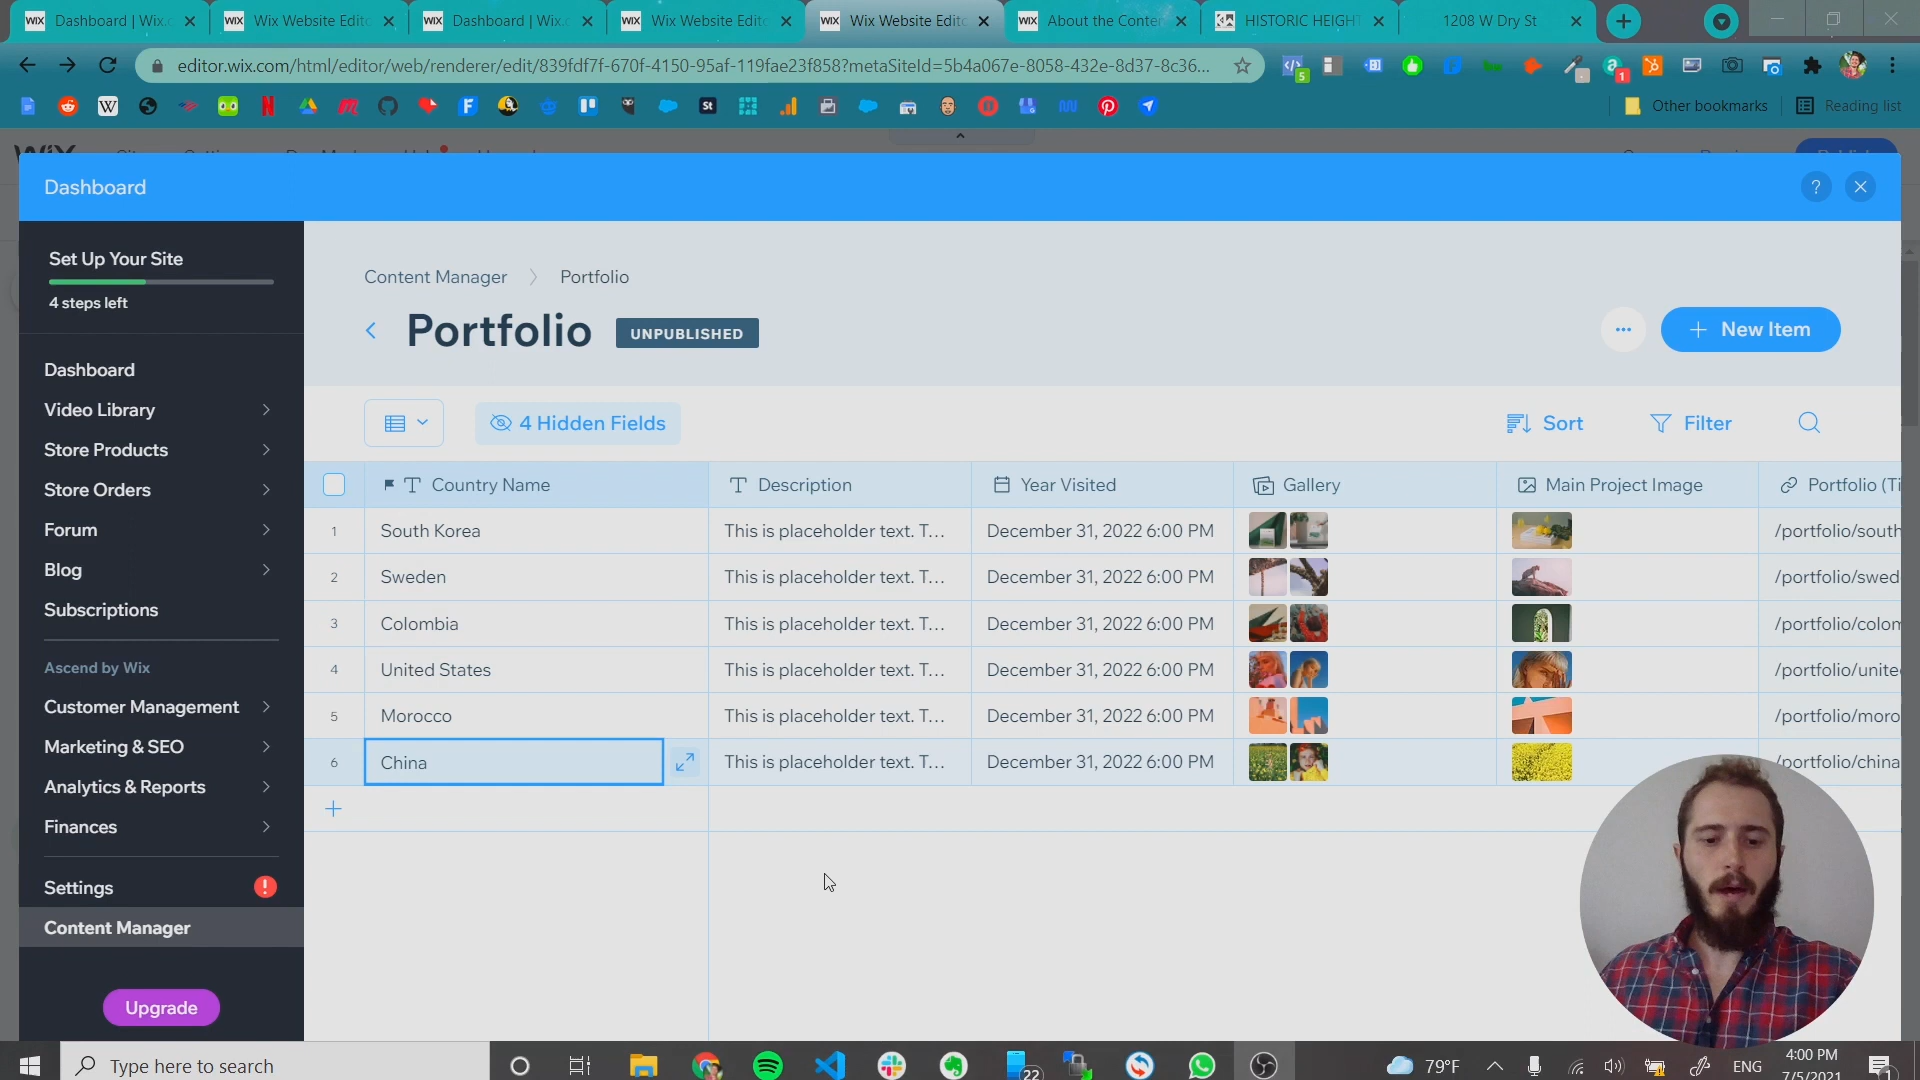 Dashboard | Wix.c
Wix Website Edito
Dashboard | Wix.c
Wix Website Edito
Wix Website Edito
About the Conten
HISTORIC HEIGHT
1208 W Dry St
editor.wix.com/html/editor/web/renderer/edit/839fdf7f-670f-4150-95af-119fae23f858?metaSiteId=5b4a067e-8058-432e-8d37-8c36...
Other bookmarks
Reading list
Dashboard
?
Set Up Your Site
4 steps left
Dashboard
Video Library
Store Products
Store Orders
Forum
Blog
Subscriptions
Ascend by Wix
Customer Management
Marketing & SEO
Analytics & Reports
Finances
Settings
Content Manager
Upgrade
Content Manager > Portfolio
Portfolio UNPUBLISHED
+ New Item
4 Hidden Fields
Sort
Filter
Country Name Description Year Visited Gallery Main Project Image Portfolio (Ti
1 South Korea This is placeholder text. T... December 31, 2022 6:00 PM /portfolio/south
2 Sweden This is placeholder text. T... December 31, 2022 6:00 PM /portfolio/swed
3 Colombia This is placeholder text. T... December 31, 2022 6:00 PM /portfolio/colom
4 United States This is placeholder text. T... December 31, 2022 6:00 PM /portfolio/unite
5 Morocco This is placeholder text. T... December 31, 2022 6:00 PM /portfolio/moro
6 China This is placeholder text. T... December 31, 2022 6:00 PM /portfolio/china
Type here to search
22
79°F
ENG
4:00 PM
7/5/2021